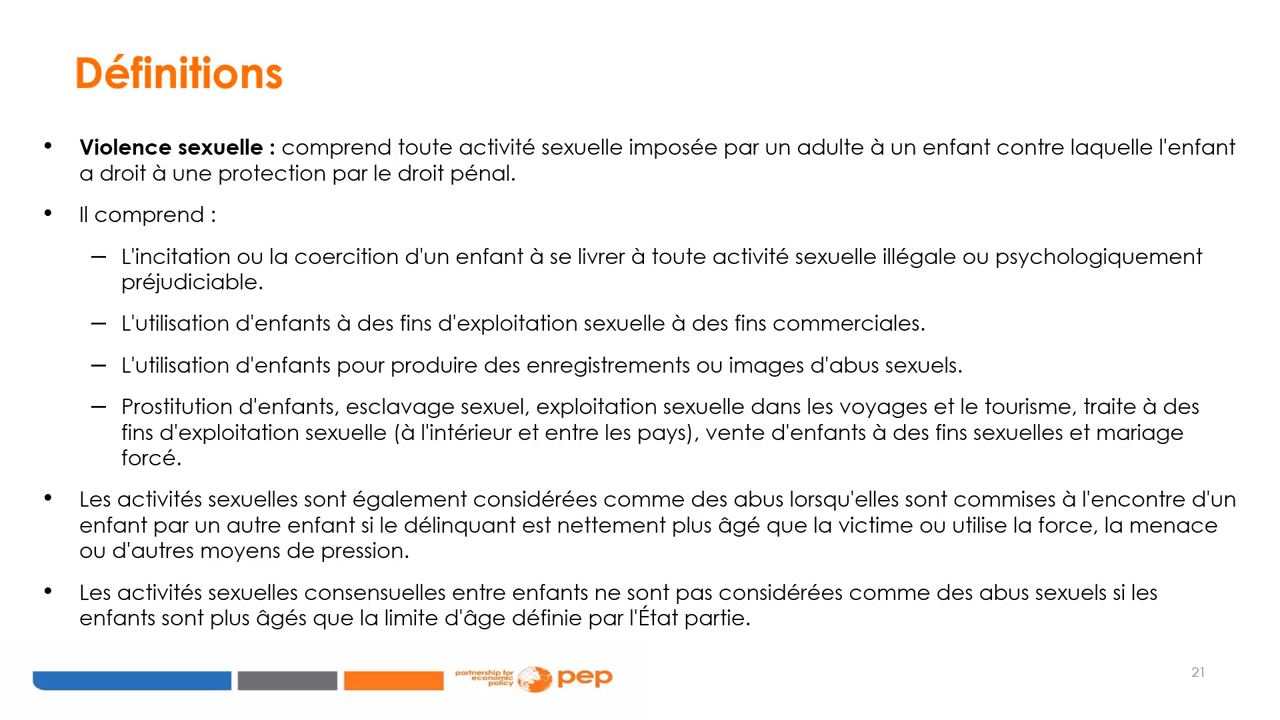 Définitions
• Violence sexuelle : comprend toute activité sexuelle imposée par un adulte à un enfant contre laquelle l'enfant
a droit à une protection par le droit pénal.
• Il comprend :
– L'incitation ou la coercition d'un enfant à se livrer à toute activité sexuelle illégale ou psychologiquement
préjudiciable.
– L'utilisation d'enfants à des fins d'exploitation sexuelle à des fins commerciales.
– L'utilisation d'enfants pour produire des enregistrements ou images d'abus sexuels.
– Prostitution d'enfants, esclavage sexuel, exploitation sexuelle dans les voyages et le tourisme, traite à des
fins d'exploitation sexuelle (à l'intérieur et entre les pays), vente d'enfants à des fins sexuelles et mariage
forcé.
• Les activités sexuelles sont également considérées comme des abus lorsqu'elles sont commises à l'encontre d'un
enfant par un autre enfant si le délinquant est nettement plus âgé que la victime ou utilise la force, la menace
ou d'autres moyens de pression.
• Les activités sexuelles consensuelles entre enfants ne sont pas considérées comme des abus sexuels si les
enfants sont plus âgés que la limite d'âge définie par l'État partie.
partnership for
economic
policy
pep
21